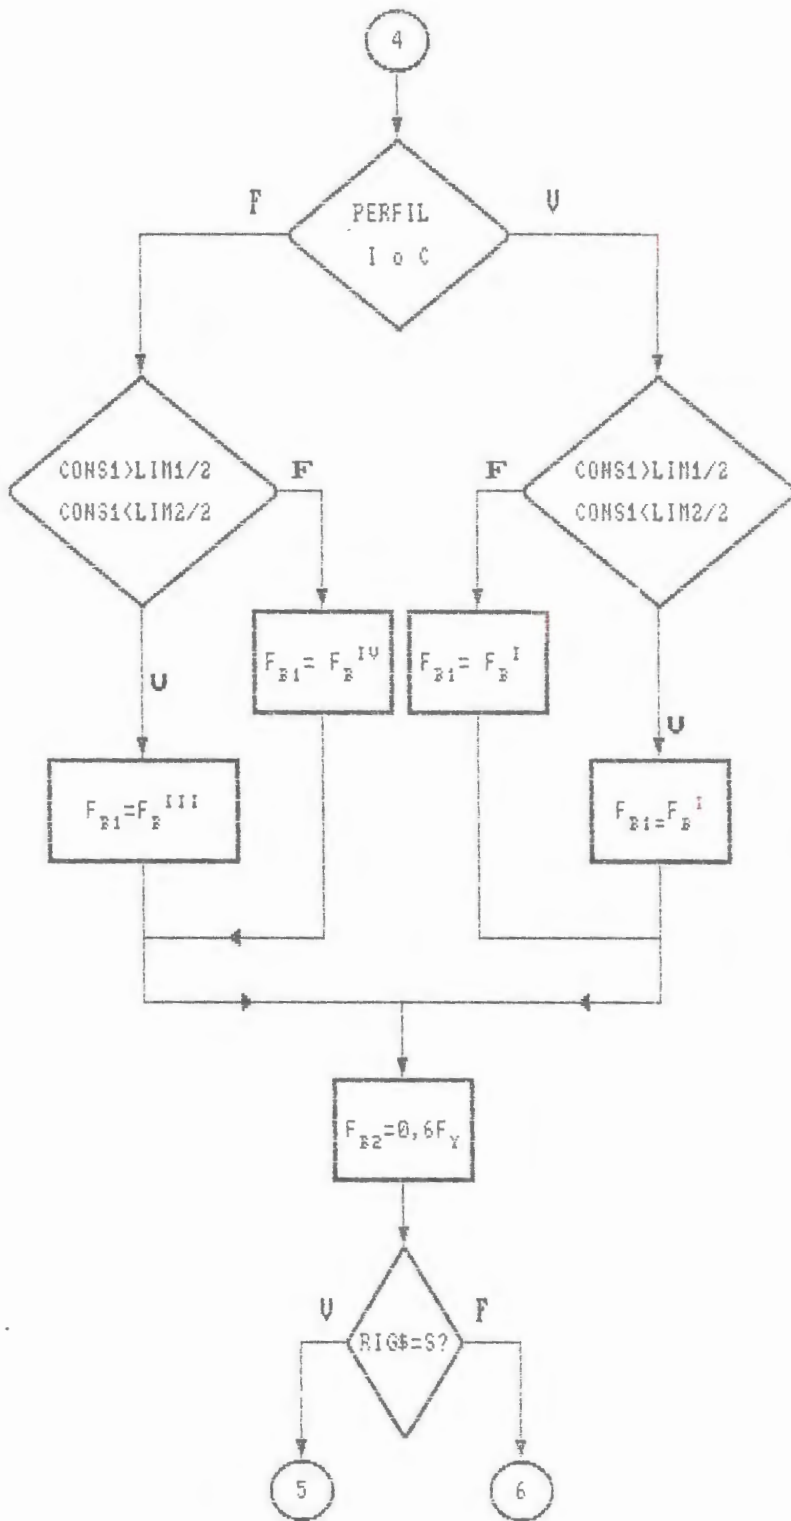 4
F
PERFIL
I o C
V
CONS1>LIM1/2
CONS1<LIM2/2
F
F
CONS1>LIM1/2
CONS1<LIM2/2
F_B1= F_B^IV
F_B1= F_B^I
V
V
F_B1=F_B^III
F_B1=F_B^I
F_B2=0,6F_Y
V
RIG$=S?
F
5
6